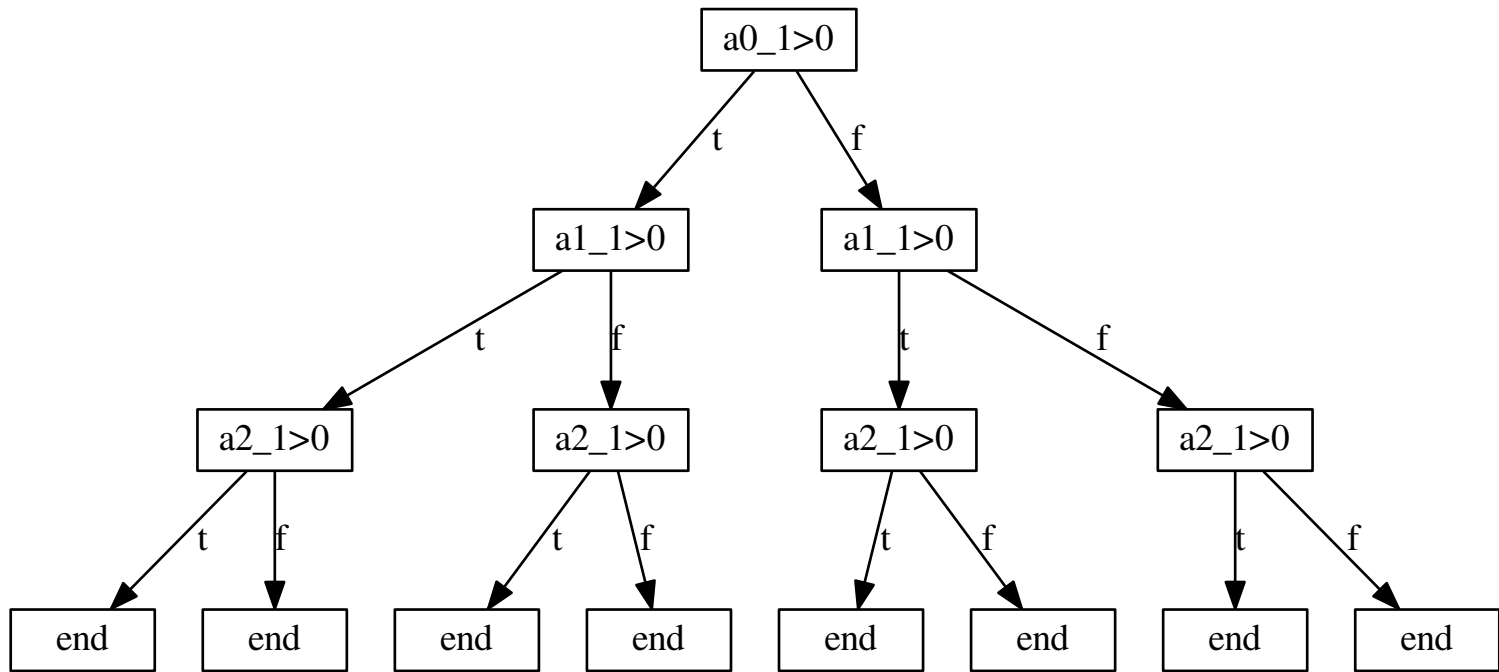 a0_1>0
t f
a1_1>0 a1_1>0
t f t f
a2_1>0 a2_1>0 a2_1>0 a2_1>0
t f t f t f t f
end end end end end end end end